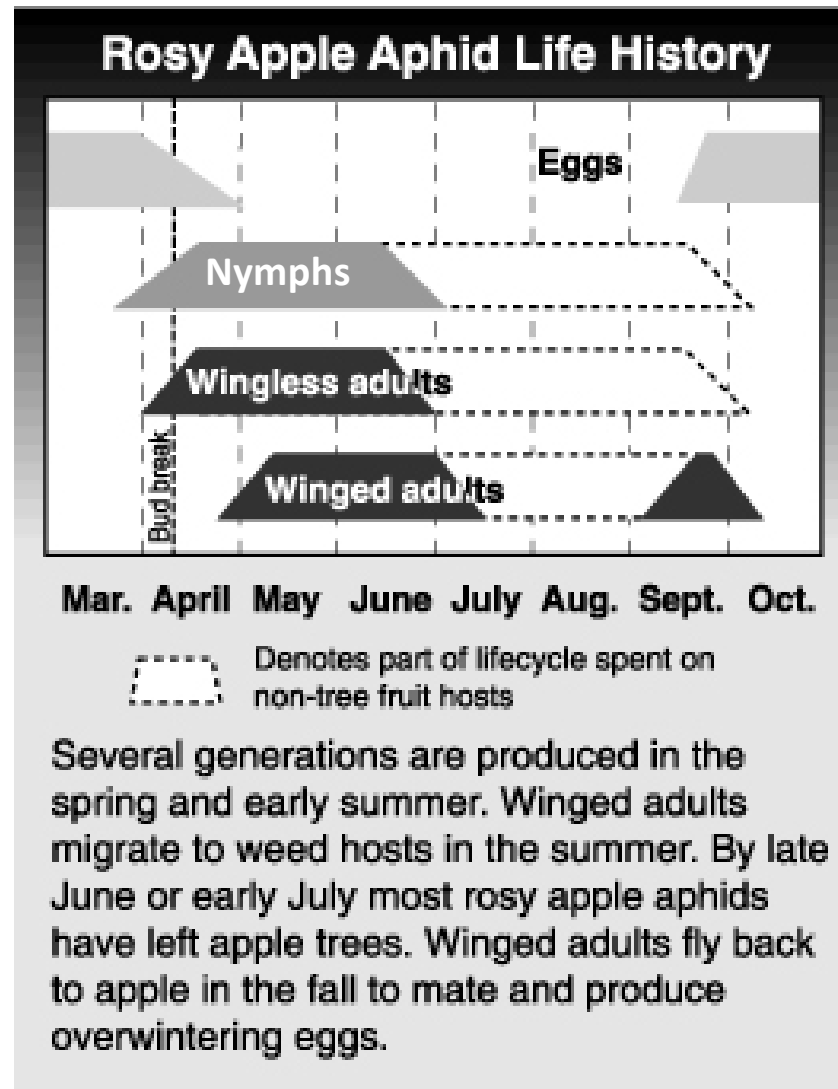 Rosy Apple Aphid Life History
Eggs
Nymphs
Wingless adults
Winged adults
Bud break
Mar. April May June July Aug. Sept. Oct.
Denotes part of lifecycle spent on
non-tree fruit hosts
Several generations are produced in the
spring and early summer. Winged adults
migrate to weed hosts in the summer. By late
June or early July most rosy apple aphids
have left apple trees. Winged adults fly back
to apple in the fall to mate and produce
overwintering eggs.